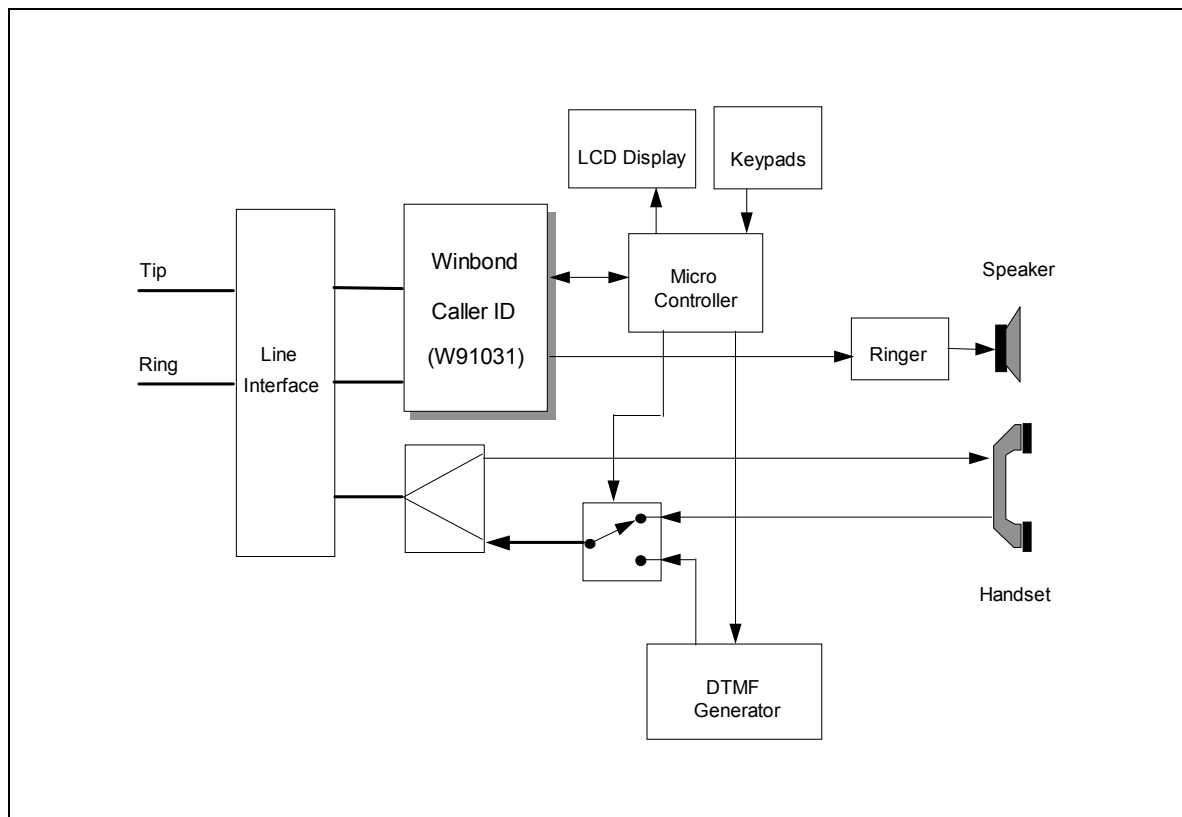 LCD Display
Keypads
Winbond
Caller ID
(W91031)
Micro
Controller
Speaker
Tip
Ring
Line
Interface
Ringer
Handset
DTMF
Generator